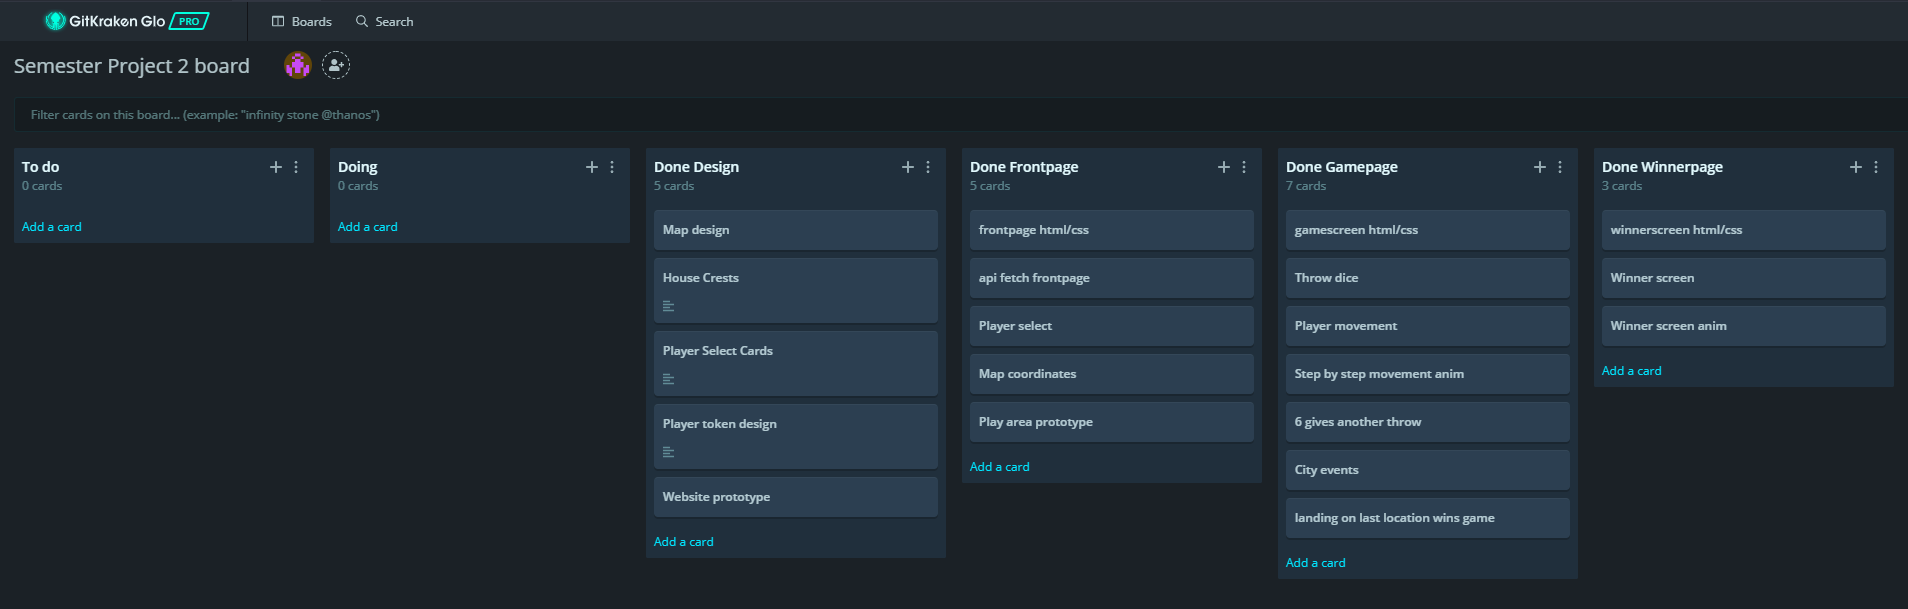 GitKraken Glo PRO
Boards
Search
Semester Project 2 board
Filter cards on this board... (example: "infinity stone @thanos")
To do
0 cards
Add a card
Doing
0 cards
Add a card
Done Design
5 cards
Map design
House Crests
Player Select Cards
Player token design
Website prototype
Add a card
Done Frontpage
5 cards
frontpage html/css
api fetch frontpage
Player select
Map coordinates
Play area prototype
Add a card
Done Gamepage
7 cards
gamescreen html/css
Throw dice
Player movement
Step by step movement anim
6 gives another throw
City events
landing on last location wins game
Add a card
Done Winnerpage
3 cards
winnerscreen html/css
Winner screen
Winner screen anim
Add a card